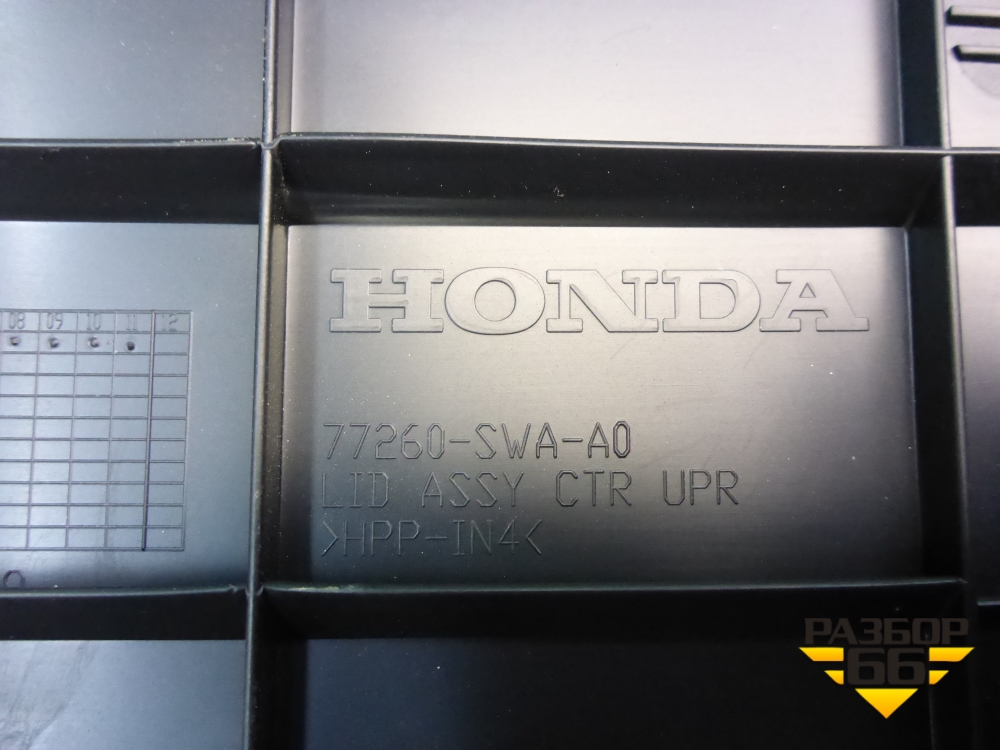 HONDA
08 09 10 11 12
77260-SWA-A0
LID ASSY CTR UPR
>HPP-IN4<
РАЗБОР
66